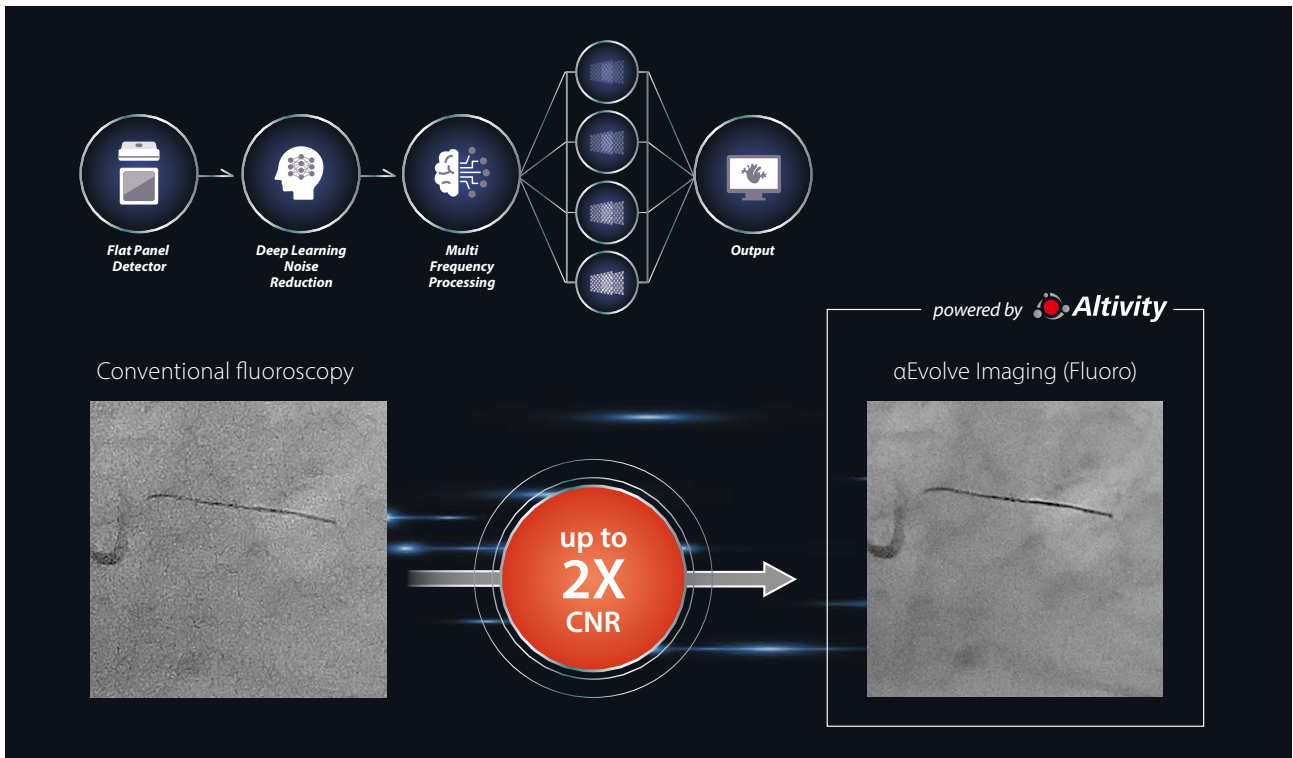 Flat Panel
Detector
Deep Learning
Noise
Reduction
Multi
Frequency
Processing
Output
powered by Altivity
Conventional fluoroscopy
αEvolve Imaging (Fluoro)
up to
2X
CNR